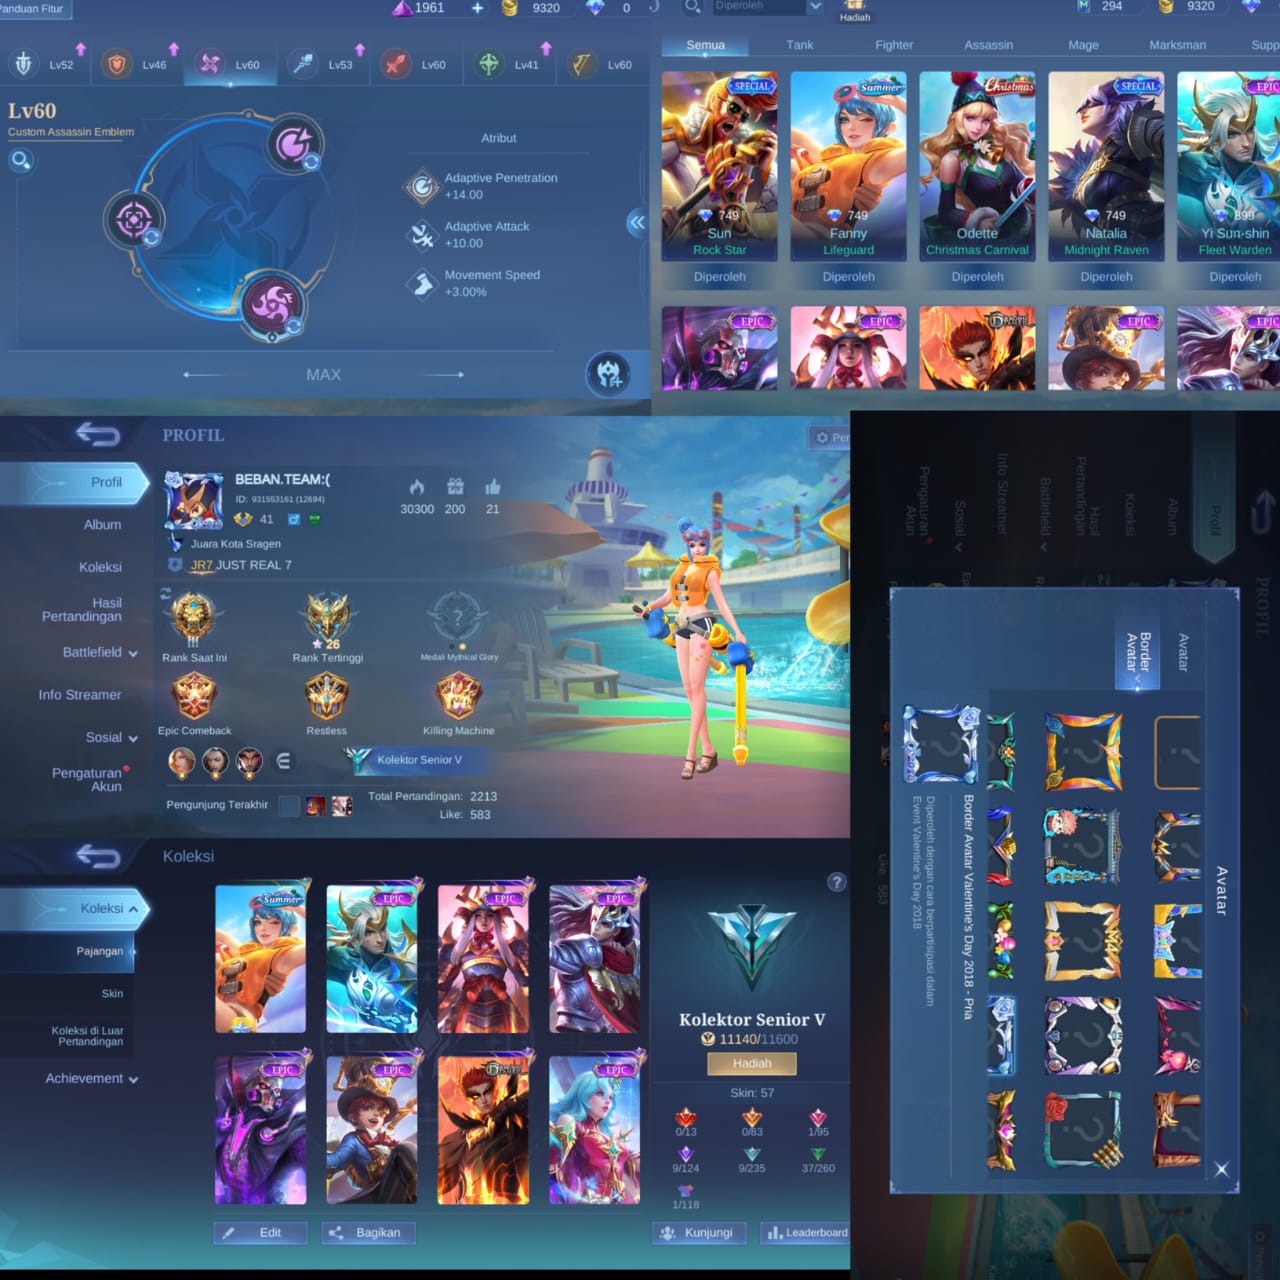 Panduan Fitur
1961
9320
0
Lv52
Lv46
Lv60
Lv53
Lv60
Lv41
Lv60
Lv60
Custom Assassin Emblem
Atribut
Adaptive Penetration
+14.00
Adaptive Attack
+10.00
Movement Speed
+3.00%
MAX
Diperoleh
Hadiah
294
9320
Semua
Tank
Fighter
Assassin
Mage
Marksman
Supp
SPECIAL
749
Sun
Rock Star
Diperoleh
Summer
749
Fanny
Lifeguard
Diperoleh
Christmas
749
Odette
Christmas Carnival
Diperoleh
SPECIAL
749
Natalia
Midnight Raven
Diperoleh
EPIC
899
Yi Sun-shin
Fleet Warden
Diperoleh
EPIC
EPIC
EPIC
EPIC
PROFIL
Profil
Album
Koleksi
Hasil
Pertandingan
Battlefield
Info Streamer
Sosial
Pengaturan
Akun
BEBAN.TEAM:(
ID: 931553161 (12694)
41
Juara Kota Sragen
JR7 JUST REAL 7
30300
200
21
III
Rank Saat Ini
26
Rank Tertinggi
Medali Mythical Glory
Epic Comeback
Restless
Killing Machine
Kolektor Senior V
Pengunjung Terakhir
Total Pertandingan: 2213
Like: 583
Per
Koleksi
Koleksi
Pajangan
Skin
Koleksi di Luar
Pertandingan
Achievement
Summer
EPIC
EPIC
EPIC
EPIC
EPIC
EPIC
Kolektor Senior V
11140/11600
Hadiah
Skin: 57
0/13
0/83
1/95
9/124
9/235
37/260
1/118
Edit
Bagikan
Kunjungi
Leaderboard
PROFIL
Profil
Album
Koleksi
Hasil
Pertandingan
Battlefield
Info Streamer
Sosial
Pengaturan
Akun
Like: 583
Avatar
Avatar
Border
Avatar
Border Avatar Valentine's Day 2018 - Pria
Diperoleh dengan cara berpartisipasi dalam
Event Valentine's Day 2018